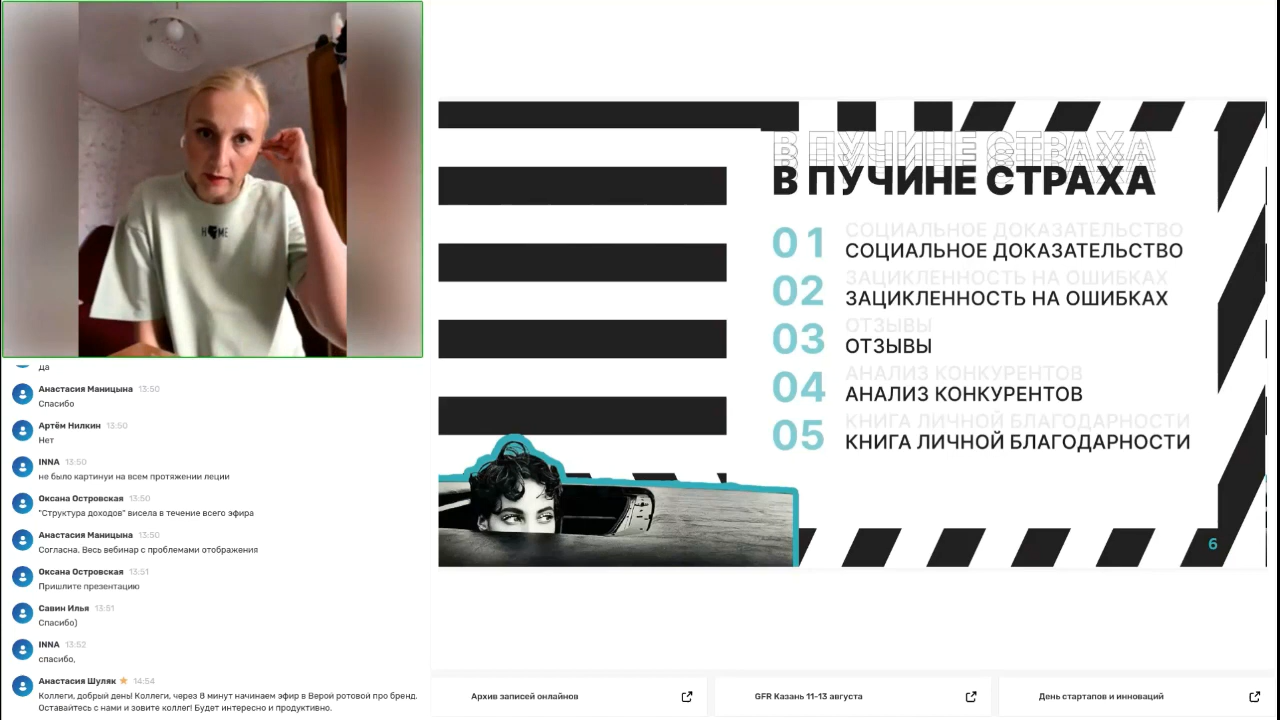 H ME
Да
Анастасия Маницына 13:50
Спасибо
Артём Нилкин 13:50
Нет
INNA 13:50
не было картинуи на всем протяжении леции
Оксана Островская 13:50
"Структура доходов" висела в течение всего эфира
Анастасия Маницына 13:50
Согласна. Весь вебинар с проблемами отображения
Оксана Островская 13:51
Пришлите презентацию
Савин Илья 13:51
Спасибо)
INNA 13:52
спасибо,
Анастасия Шуляк 14:54
Коллеги, добрый день! Коллеги, через 8 минут начинаем эфир в Верой ротовой про бренд.
Оставайтесь с нами и зовите коллег! Будет интересно и продуктивно.
В ПУЧИНЕ СТРАХА
В ПУЧИНЕ СТРАХА
СОЦИАЛЬНОЕ ДОКАЗАТЕЛЬСТВО
01 СОЦИАЛЬНОЕ ДОКАЗАТЕЛЬСТВО
ЗАЦИКЛЕННОСТЬ НА ОШИБКАХ
02 ЗАЦИКЛЕННОСТЬ НА ОШИБКАХ
ОТЗЫВЫ
03 ОТЗЫВЫ
АНАЛИЗ КОНКУРЕНТОВ
04 АНАЛИЗ КОНКУРЕНТОВ
КНИГА ЛИЧНОЙ БЛАГОДАРНОСТИ
05 КНИГА ЛИЧНОЙ БЛАГОДАРНОСТИ
6
Архив записей онлайнов
GFR Казань 11-13 августа
День стартапов и инноваций